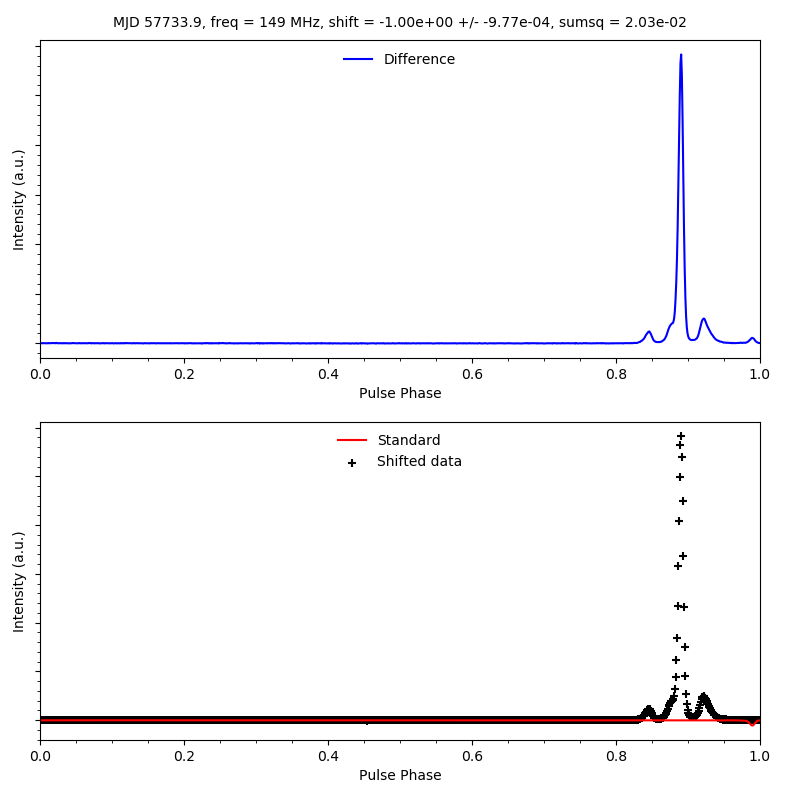 MJD 57733.9, freq = 149 MHz, shift = -1.00e+00 +/- -9.77e-04, sumsq = 2.03e-02
Difference
Intensity (a.u.)
0.0 0.2 0.4 0.6 0.8 1.0
Pulse Phase
Standard
Shifted data
Intensity (a.u.)
0.0 0.2 0.4 0.6 0.8 1.0
Pulse Phase